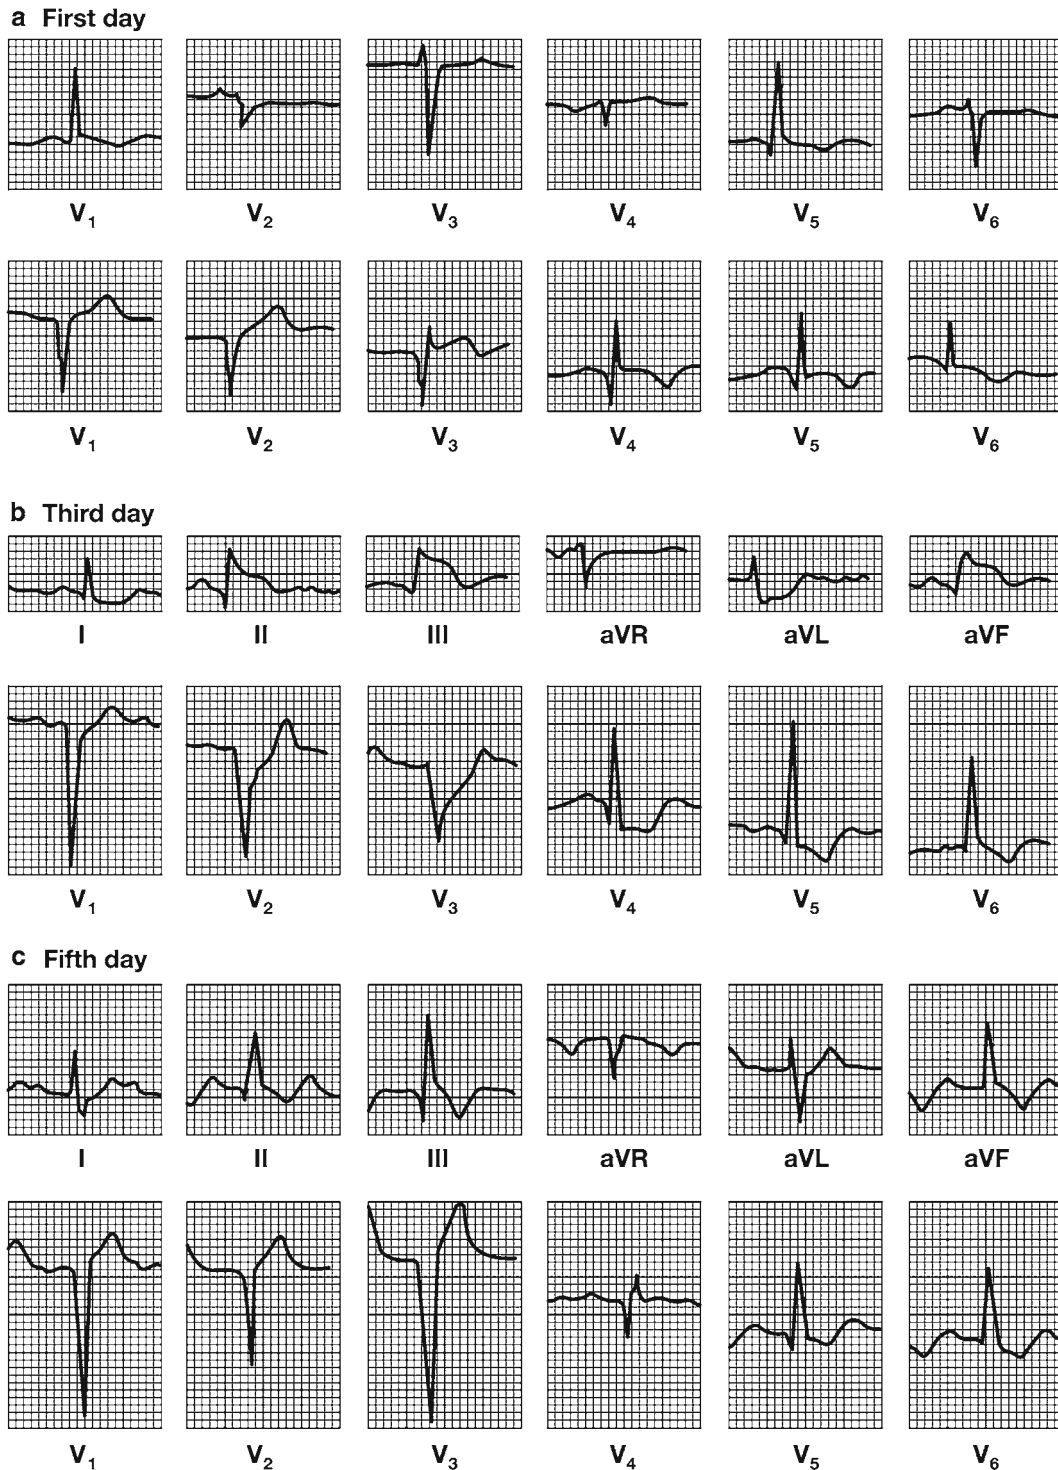 a First day
V₁ V₂ V₃ V₄ V₅ V₆
V₁ V₂ V₃ V₄ V₅ V₆
b Third day
I II III aVR aVL aVF
V₁ V₂ V₃ V₄ V₅ V₆
c Fifth day
I II III aVR aVL aVF
V₁ V₂ V₃ V₄ V₅ V₆